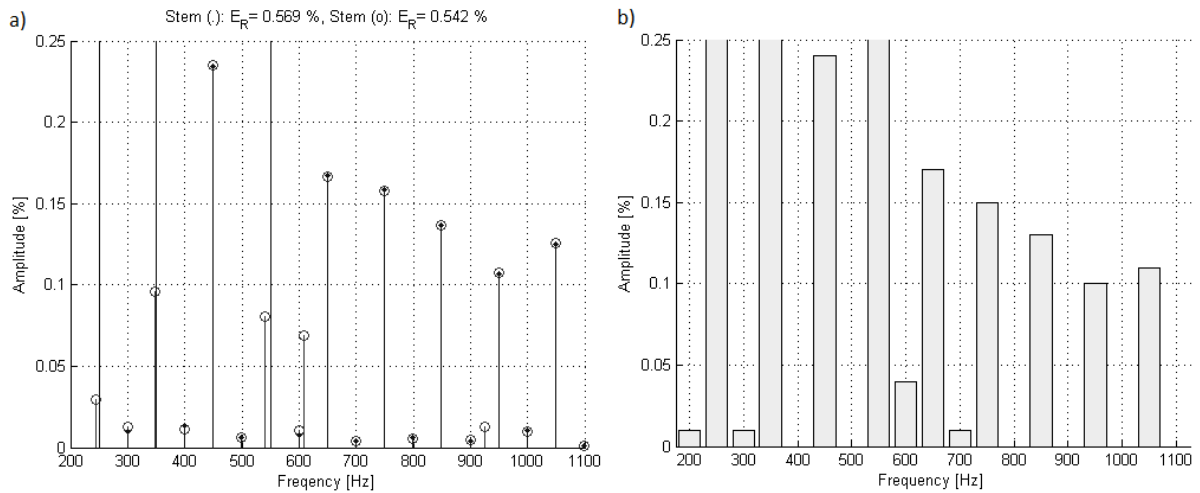 a)
Stem (.): E_R= 0.569 %, Stem (o): E_R= 0.542 %
0.25
0.2
0.15
0.1
0.05
0
Amplitude [%]
200 300 400 500 600 700 800 900 1000 1100
Freqency [Hz]
b)
0.25
0.2
0.15
0.1
0.05
0
Amplitude [%]
200 300 400 500 600 700 800 900 1000 1100
Frequency [Hz]